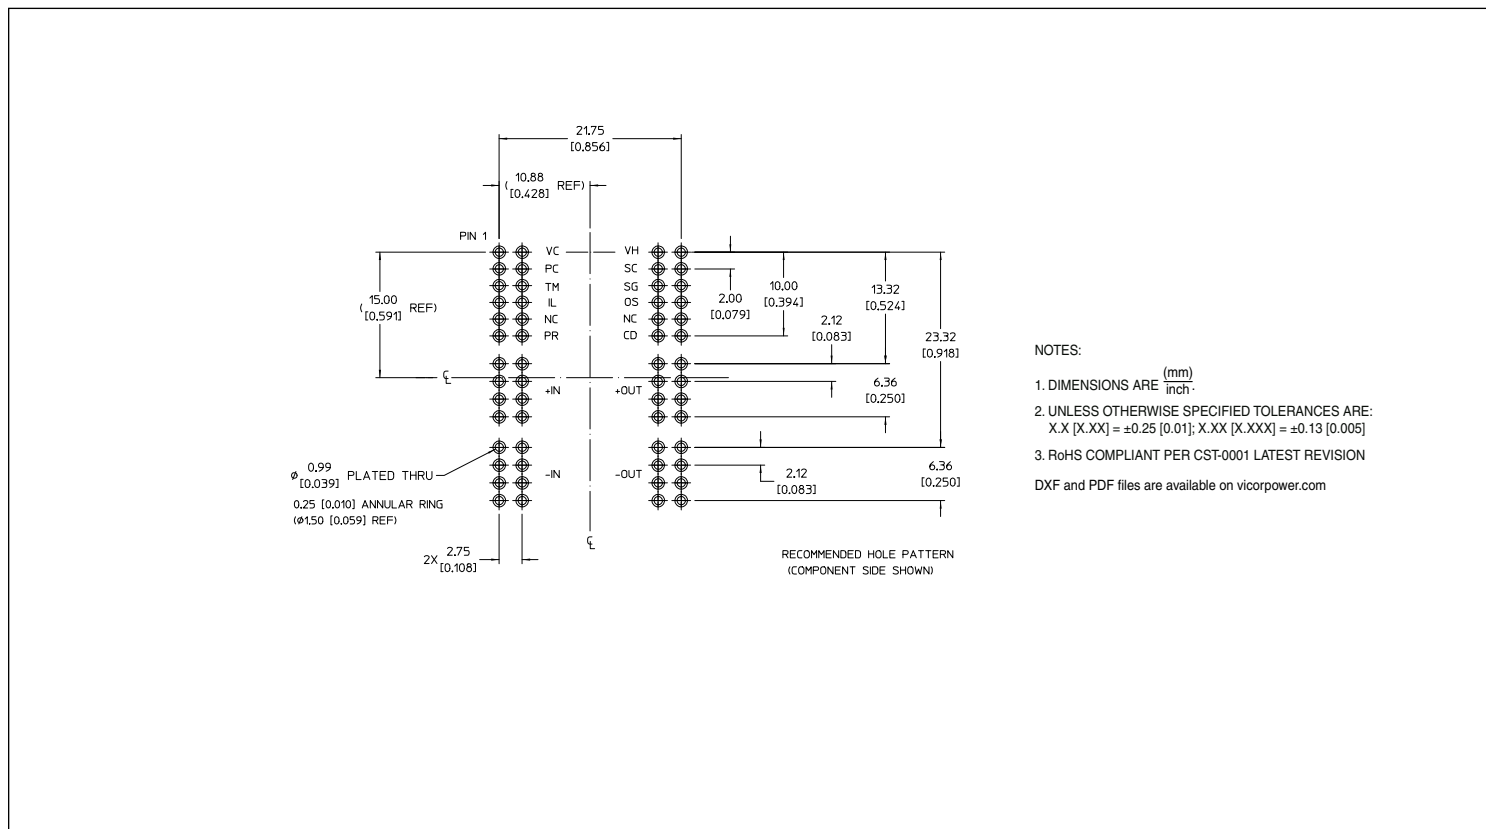 21.75
[0.856]
( 10.88 REF)
[0.428]
PIN 1
VC VH
PC SC
TM SG
IL OS
NC NC
PR CD
( 15.00 REF)
[0.591]
2.00
[0.079]
10.00
[0.394]
13.32
[0.524]
2.12
[0.083]
23.32
[0.918]
℄
+IN +OUT
6.36
[0.250]
Ø 0.99 PLATED THRU
[0.039]
0.25 [0.010] ANNULAR RING
(Ø1.50 [0.059] REF)
-IN -OUT
2.12
[0.083]
6.36
[0.250]
℄
2X 2.75
[0.108]
RECOMMENDED HOLE PATTERN
(COMPONENT SIDE SHOWN)
NOTES:
(mm)
1. DIMENSIONS ARE inch.
2. UNLESS OTHERWISE SPECIFIED TOLERANCES ARE:
X.X [X.XX] = ±0.25 [0.01]; X.XX [X.XXX] = ±0.13 [0.005]
3. RoHS COMPLIANT PER CST-0001 LATEST REVISION
DXF and PDF files are available on vicorpower.com